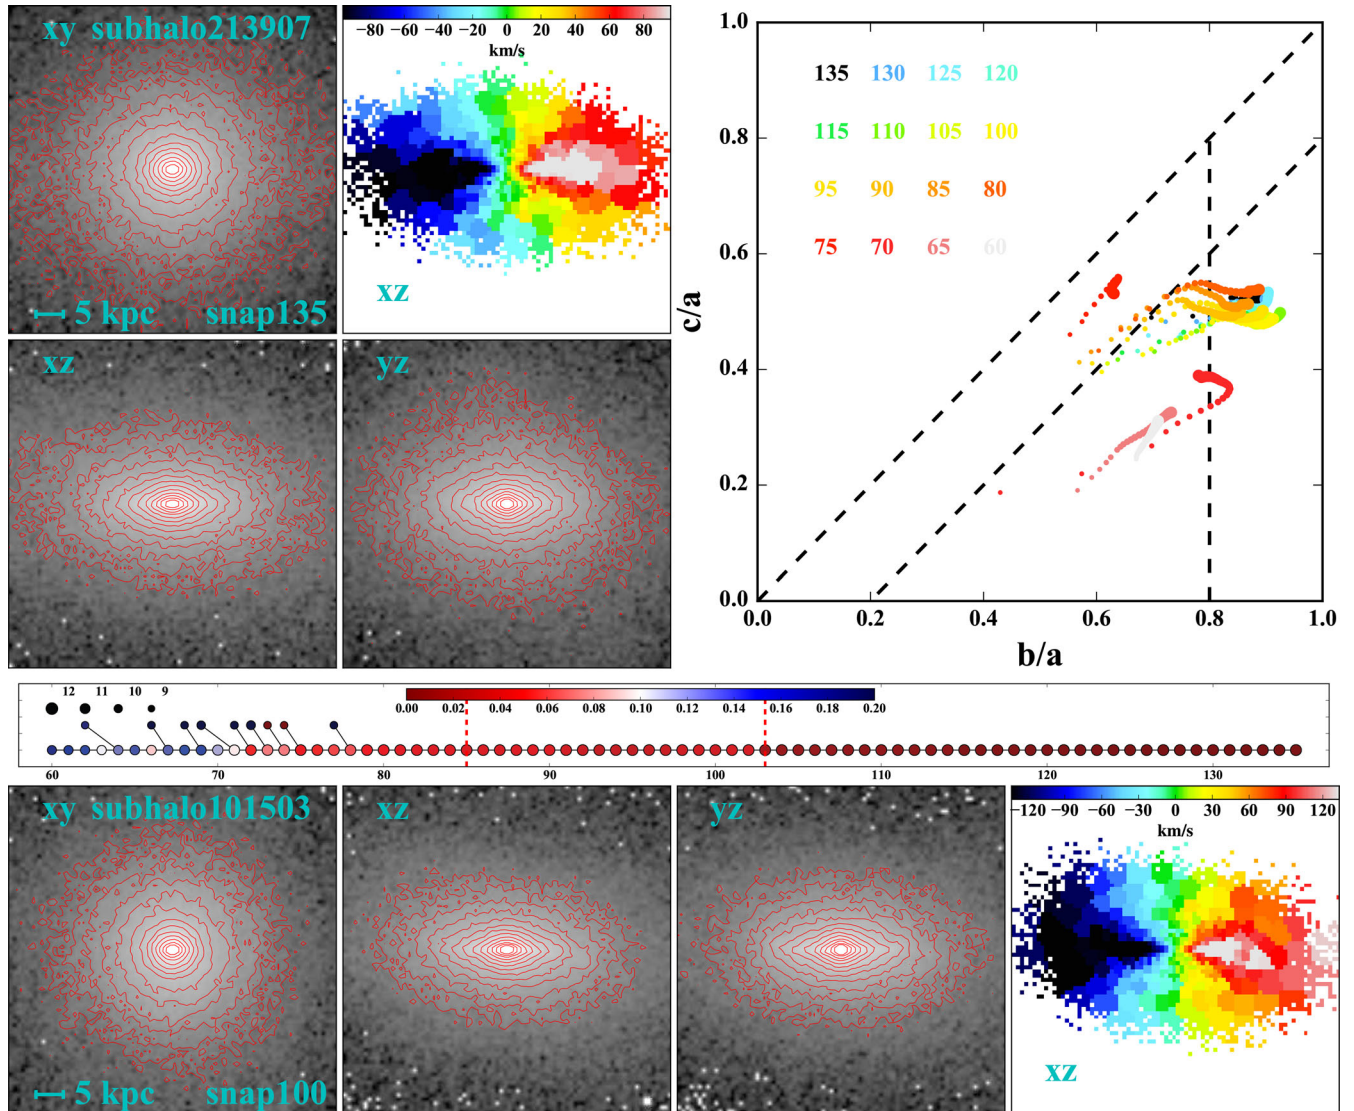 xy subhalo213907
5 kpc snap135
−80 −60 −40 −20 0 20 40 60 80
km/s
xz
xz
yz
1.0
0.8
0.6
0.4
0.2
0.0
c/a
135 130 125 120
115 110 105 100
95 90 85 80
75 70 65 60
0.0 0.2 0.4 0.6 0.8 1.0
b/a
12 11 10 9
0.00 0.02 0.04 0.06 0.08 0.10 0.12 0.14 0.16 0.18 0.20
60 70 80 90 100 110 120 130
xy subhalo101503
5 kpc snap100
xz
yz
−120 −90 −60 −30 0 30 60 90 120
km/s
xz